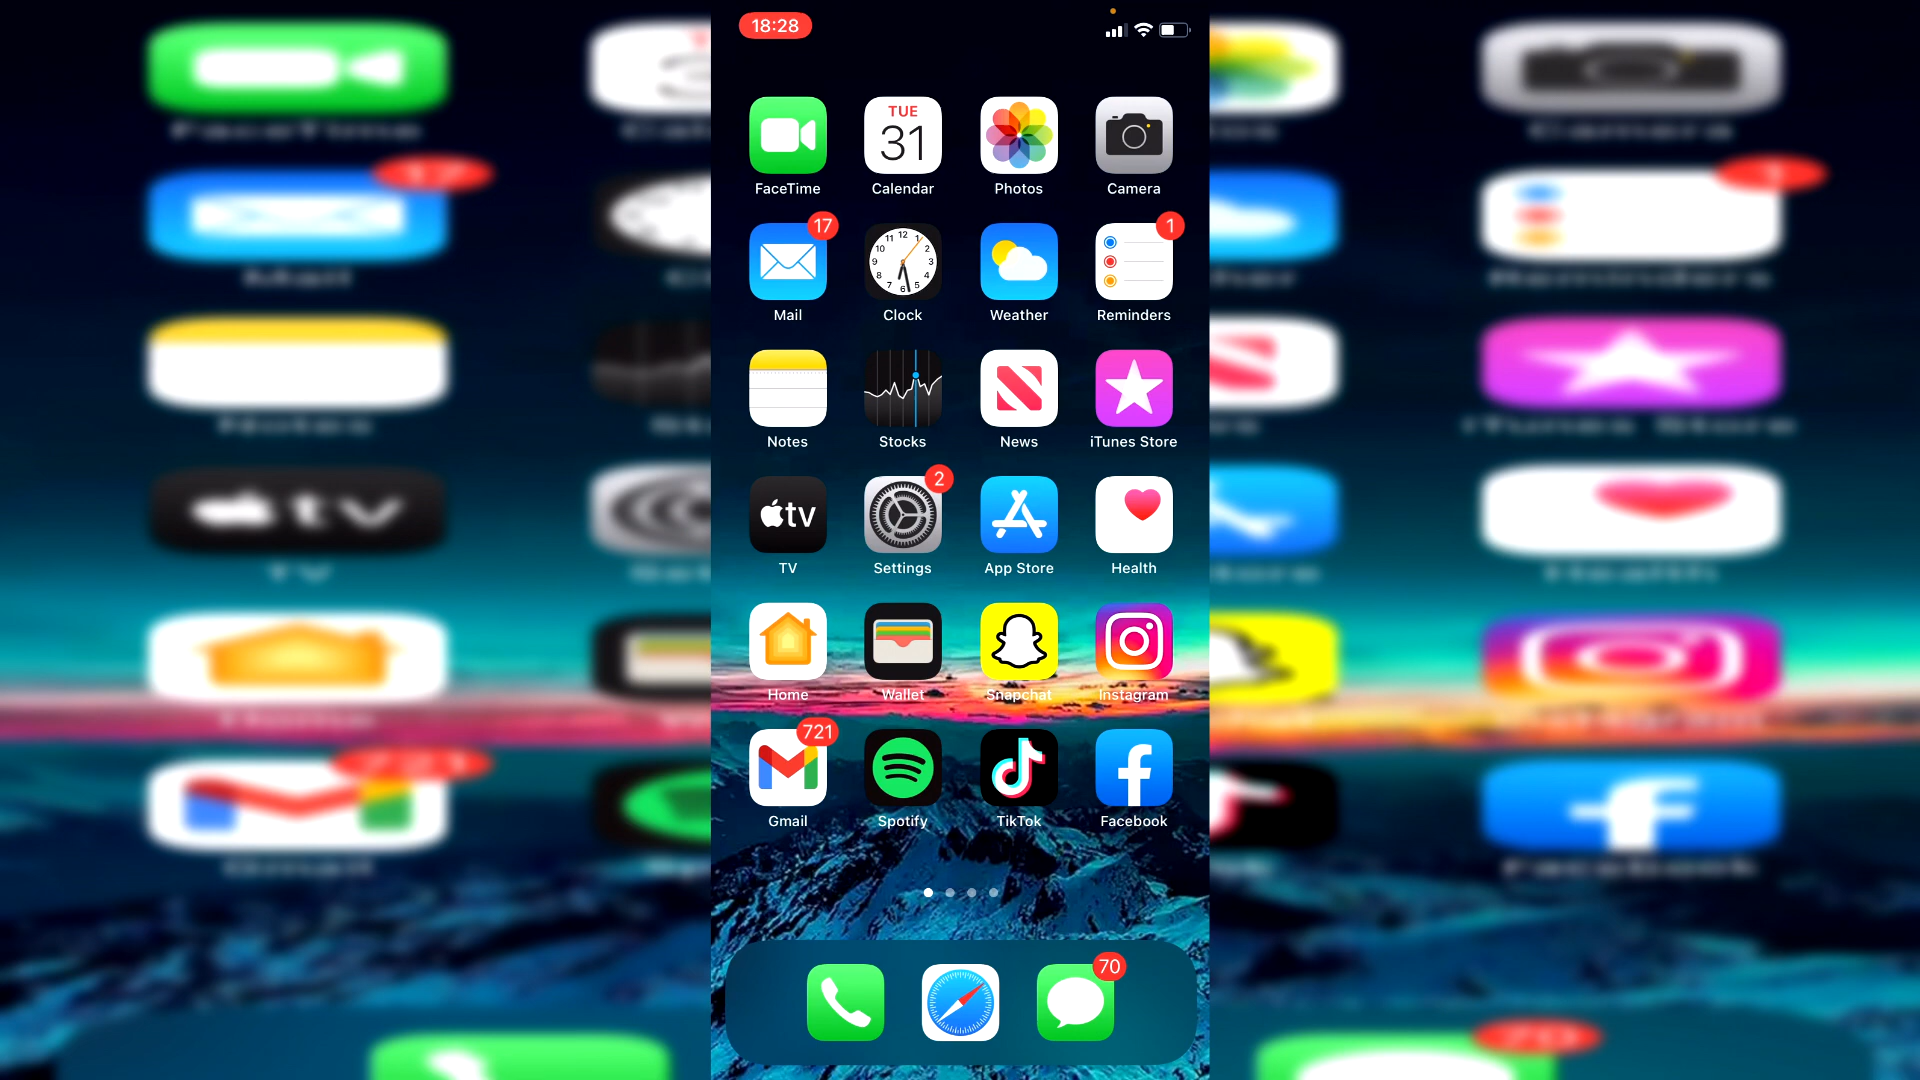 18:28
TUE
31
FaceTime Calendar Photos Camera
17
1
Mail Clock Weather Reminders
Notes Stocks News iTunes Store
2
tv
TV Settings App Store Health
Home Wallet Snapchat Instagram
721
Gmail Spotify TikTok Facebook
70